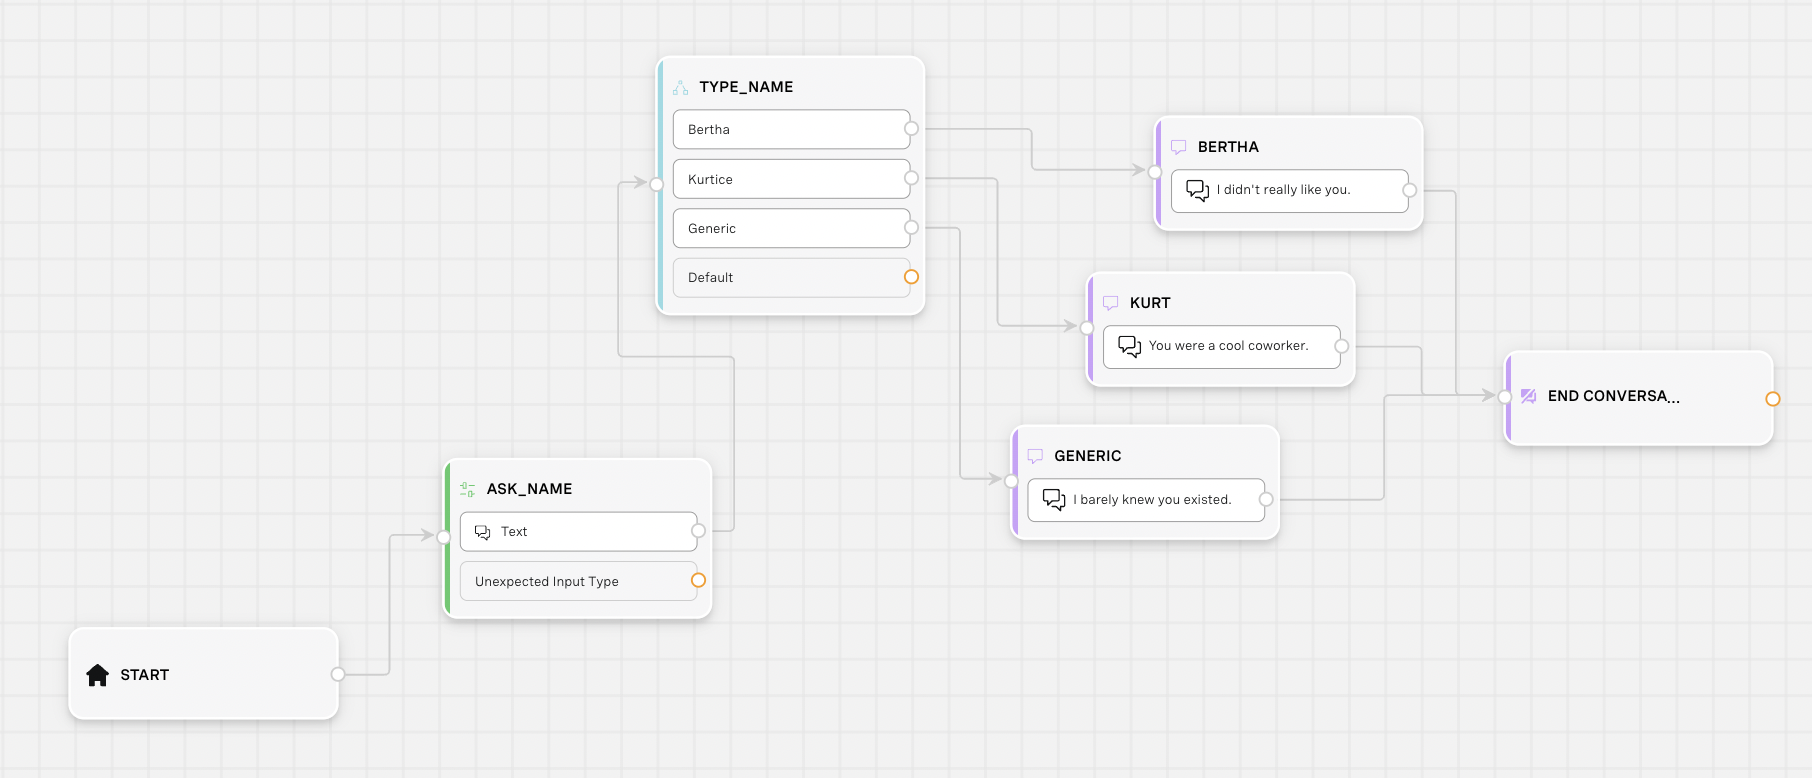 TYPE_NAME
Bertha
Kurtice
Generic
Default
BERTHA
I didn't really like you.
KURT
You were a cool coworker.
GENERIC
I barely knew you existed.
END CONVERSA...
ASK_NAME
Text
Unexpected Input Type
START